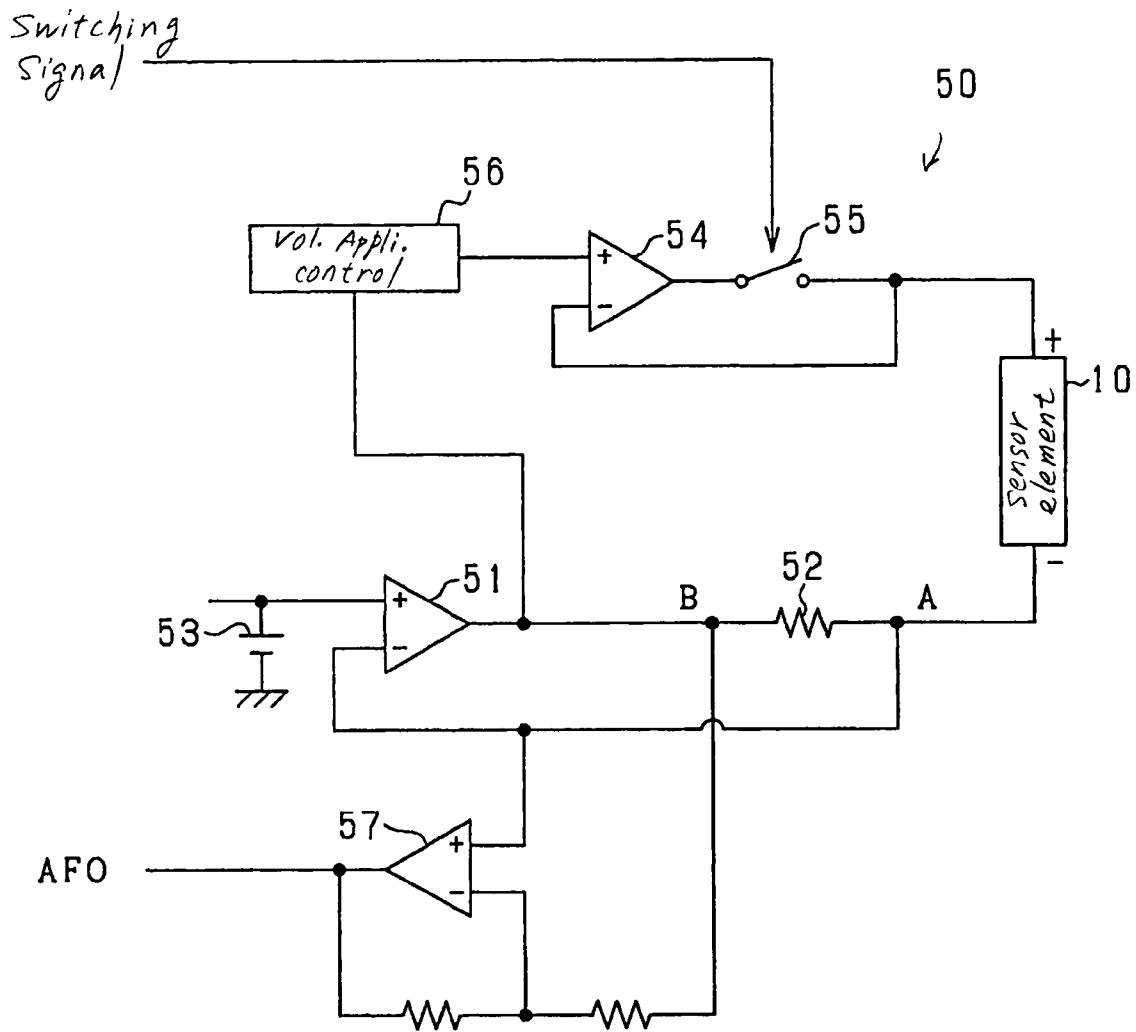 Switching
Signal
50
56
Vol. Appli.
control
+
-
54
55
+
10
Sensor
element
-
53
+
-
51
B
52
A
57
+
-
AFO